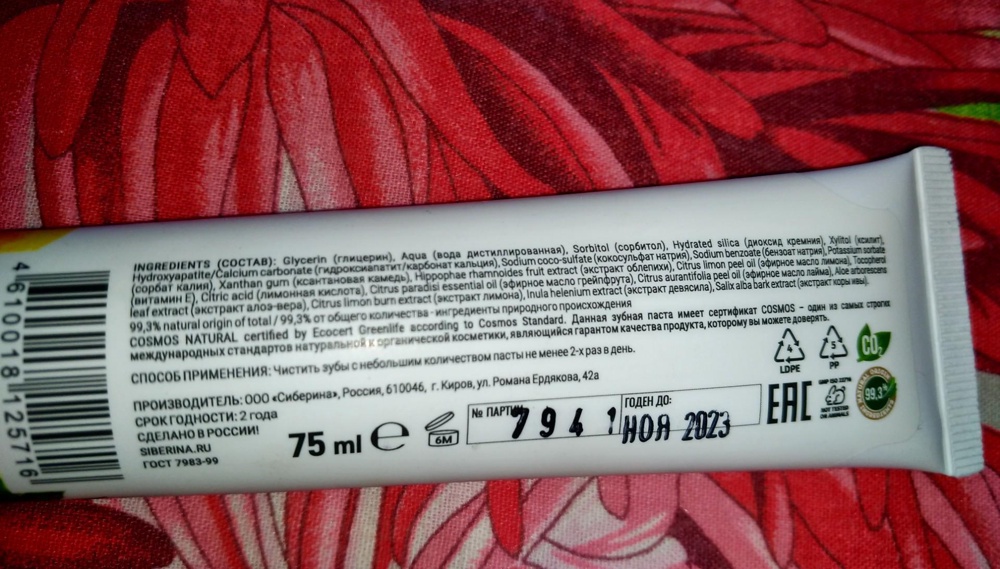 INGREDIENTS (СОСТАВ): Glycerin (глицерин), Aqua (вода дистиллированная), Sorbitol (сорбитол), Hydrated silica (диоксид кремния), Xylitol (ксилит),
Hydroxyapatite/Calcium carbonate (гидроксиапатит/карбонат кальция), Sodium coco-sulfate (кокосульфат натрия), Sodium benzoate (бензоат натрия), Potassium sorbate
(сорбат калия), Xanthan gum (ксантановая камедь), Hippophae rhamnoides fruit extract (экстракт облепихи), Citrus limon peel oil (эфирное масло лимона), Tocopherol
(витамин Е), Citric acid (лимонная кислота), Citrus paradisi essential oil (эфирное масло грейпфрута), Citrus aurantifolia peel oil (эфирное масло лайма), Aloe arborescens
leaf extract (экстракт алоэ-вера), Citrus limon burn extract (экстракт лимона), Inula helenium extract (экстракт девясила), Salix alba bark extract (экстракт коры ивы).
99,3% natural origin of total / 99,3% от общего количества - ингредиенты природного происхождения
COSMOS NATURAL certified by Ecocert Greenlife according to Cosmos Standard. Данная зубная паста имеет сертификат COSMOS – один из самых строгих
международных стандартов натуральной и органической косметики, являющийся гарантом качества продукта, которому вы можете доверять.
СПОСОБ ПРИМЕНЕНИЯ: Чистить зубы с небольшим количеством пасты не менее 2-х раз в день.
ПРОИЗВОДИТЕЛЬ: ООО «Сиберина», Россия, 610046, г. Киров, ул. Романа Ердякова, 42а
СРОК ГОДНОСТИ: 2 года
СДЕЛАНО В РОССИИ!
SIBERINA.RU
ГОСТ 7983-99
75 ml e
6M
№ ПАРТИИ
7941
ГОДЕН ДО:
НОЯ 2023
4
LDPE
5
PP
CO₂
EAC
NOT TESTED
ON ANIMALS
99,3%
4610018125716